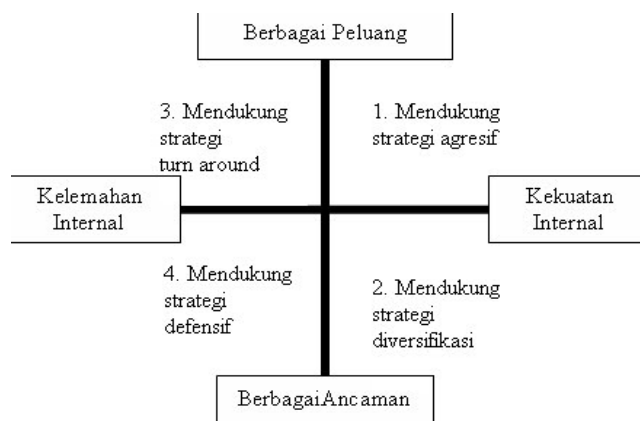 Berbagai Peluang
3. Mendukung
strategi
turn around
1. Mendukung
strategi agresif
Kelemahan
Internal
Kekuatan
Internal
4. Mendukung
strategi
defensif
2. Mendukung
strategi
diversifikasi
BerbagaiAncaman